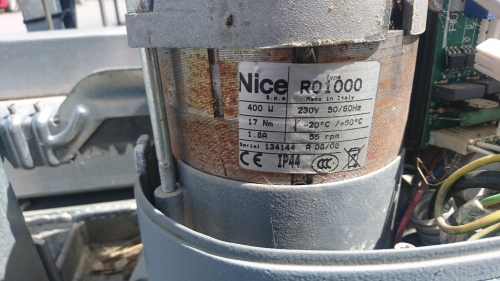 Nice
S.p.a.
Type
RO1000
Made in Italy
400 W 230V 50/60Hz
17 Nm -20°C /+50°C
1.8A 55 rpm
Serial 134144 A 08/08
CE IP44 CCC